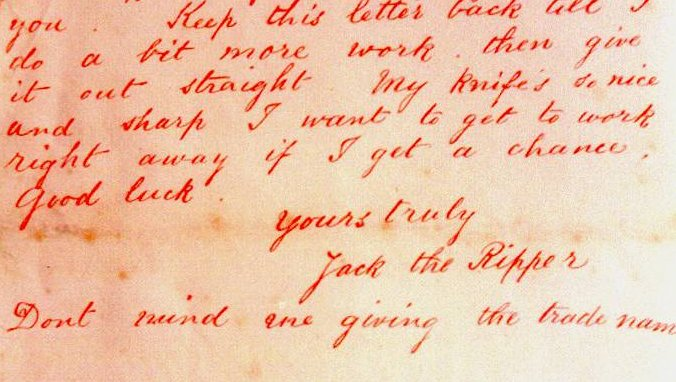 you. Keep this letter back till I
do a bit more work. then give
it out straight My knife's so nice
and sharp I want to get to work
right away if I get a chance.
Good luck.
Yours truly
Jack the Ripper
Dont mind me giving the trade nam